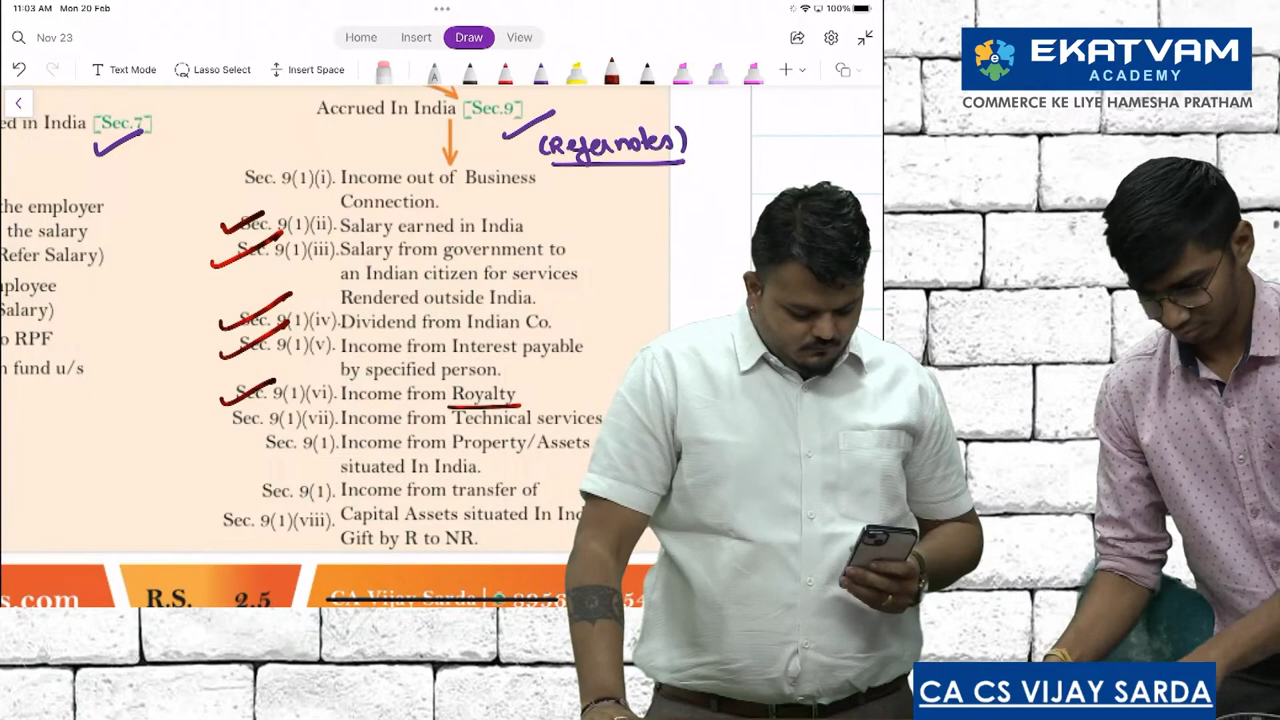 11:03 AM Mon 20 Feb
100%
Nov 23
Home Insert Draw View
Text Mode Lasso Select Insert Space
EKATVAM
ACADEMY
COMMERCE KE LIYE HAMESHA PRATHAM
ed in India [Sec.7]
Accrued In India [Sec.9]
(Refer notes)
the employer
the salary
Refer Salary)
ployee
Salary)
o RPF
n fund u/s
Sec. 9(1)(i). Income out of Business
Connection.
Sec. 9(1)(ii). Salary earned in India
Sec. 9(1)(iii). Salary from government to
an Indian citizen for services
Rendered outside India.
Sec. 9(1)(iv). Dividend from Indian Co.
Sec. 9(1)(v). Income from Interest payable
by specified person.
Sec. 9(1)(vi). Income from Royalty
Sec. 9(1)(vii). Income from Technical services
Sec. 9(1). Income from Property/Assets
situated In India.
Sec. 9(1). Income from transfer of
Capital Assets situated In Ind
Sec. 9(1)(viii). Gift by R to NR.
s.com R.S. 2.5 CA Vijay Sarda |
CA CS VIJAY SARDA